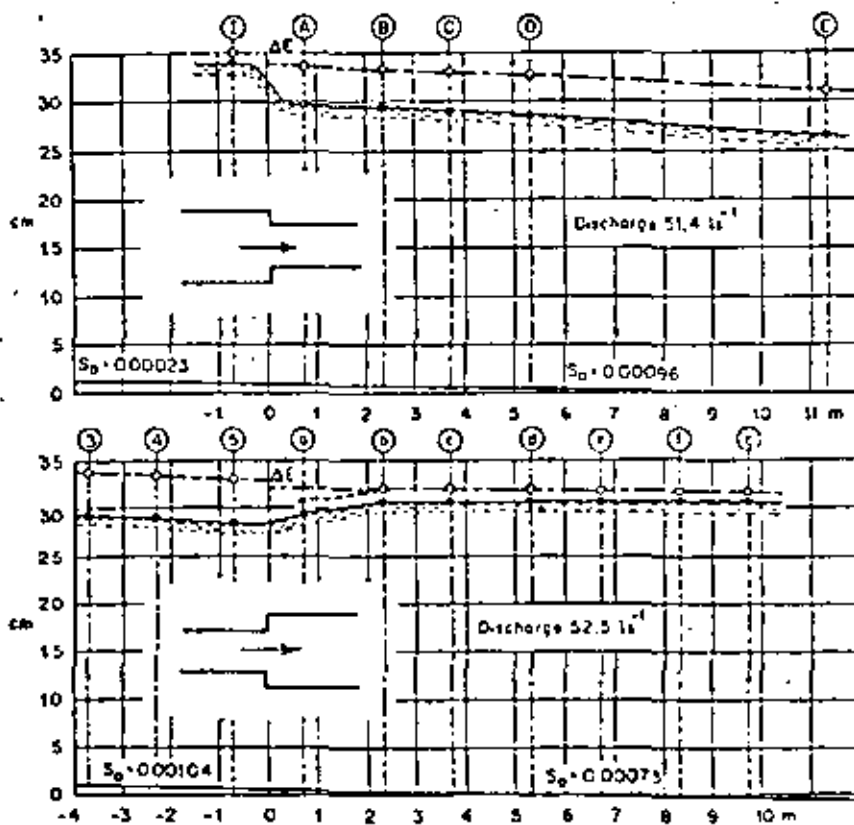 I A B C D E
35 ΔE
30
25
20
cm
15 Discharge 51.4 ls⁻¹
10
5
S₀=0.00023 S₀=0.00096
0
-1 0 1 2 3 4 5 6 7 8 9 10 11 m
3 4 5 a b c d e f g
35 ΔE
30
25
20
cm
15 Discharge 52.5 ls⁻¹
10
5
S₀=0.00104 S₀=0.00075
0
-4 -3 -2 -1 0 1 2 3 4 5 6 7 8 9 10 m